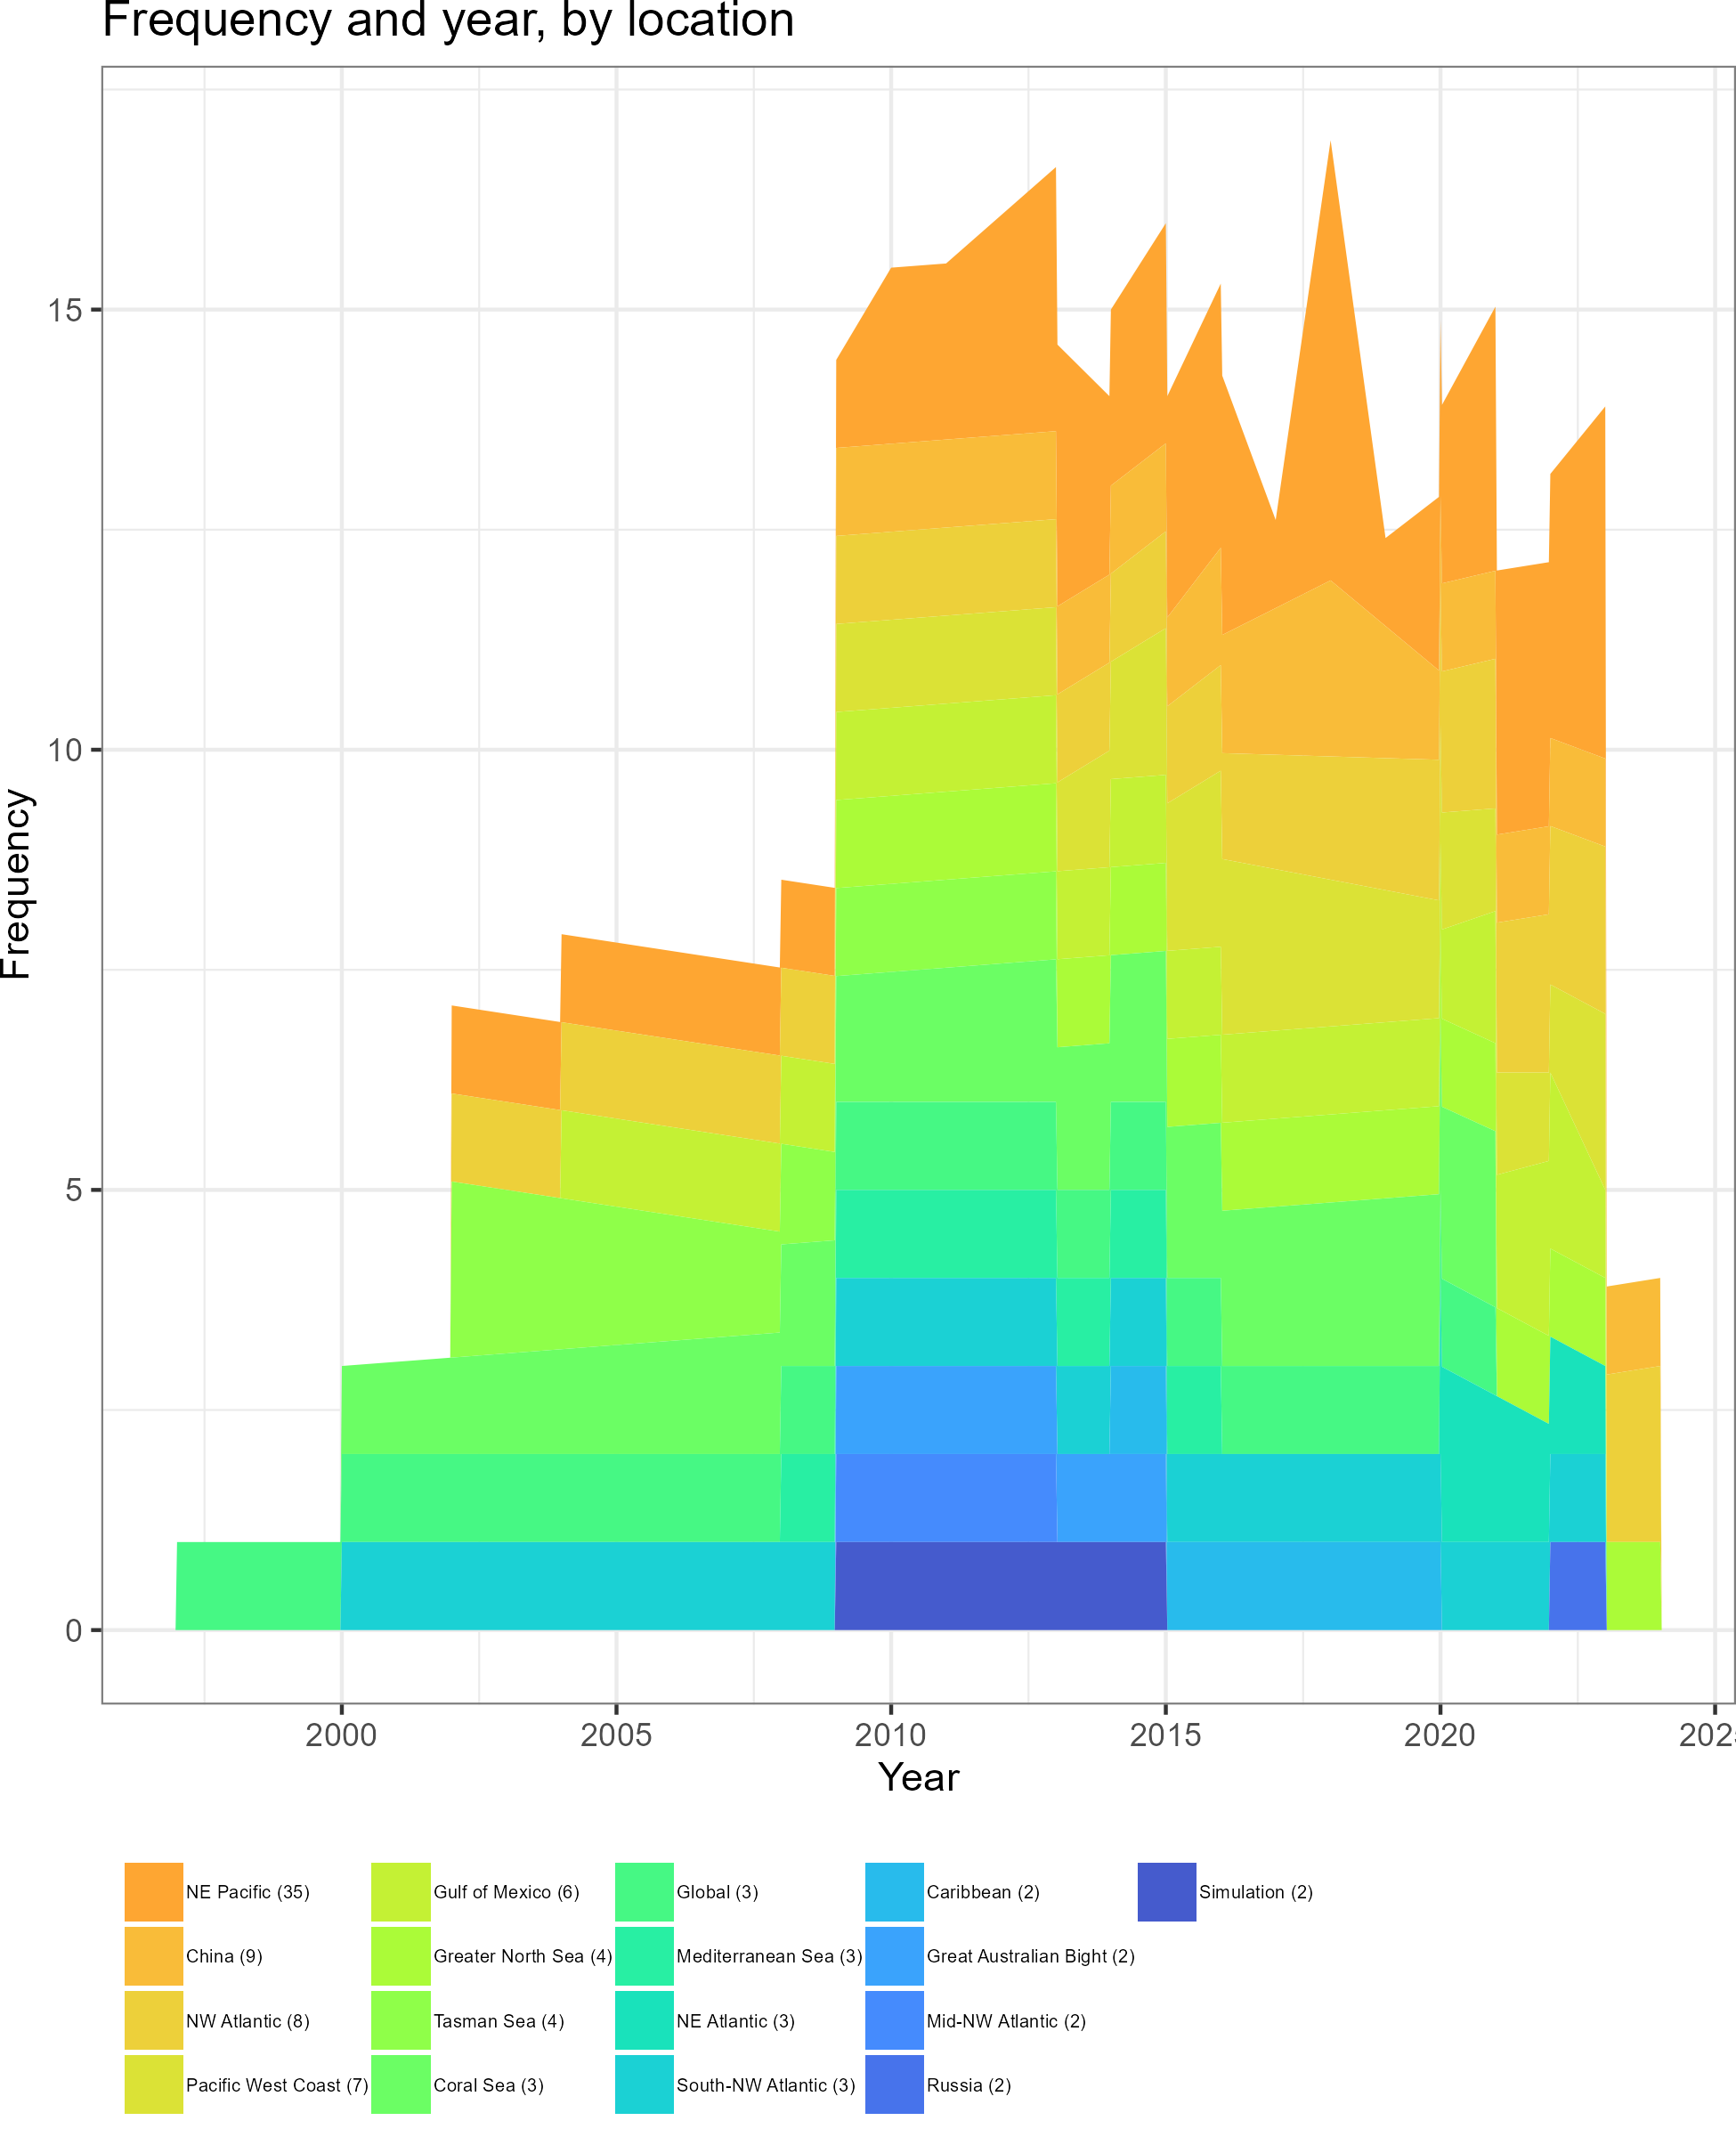 Frequency and year, by location
15
10
5
0
Frequency
2000 2005 2010 2015 2020
Year
NE Pacific (35) Gulf of Mexico (6) Global (3) Caribbean (2) Simulation (2)
China (9) Greater North Sea (4) Mediterranean Sea (3) Great Australian Bight (2)
NW Atlantic (8) Tasman Sea (4) NE Atlantic (3) Mid-NW Atlantic (2)
Pacific West Coast (7) Coral Sea (3) South-NW Atlantic (3) Russia (2)